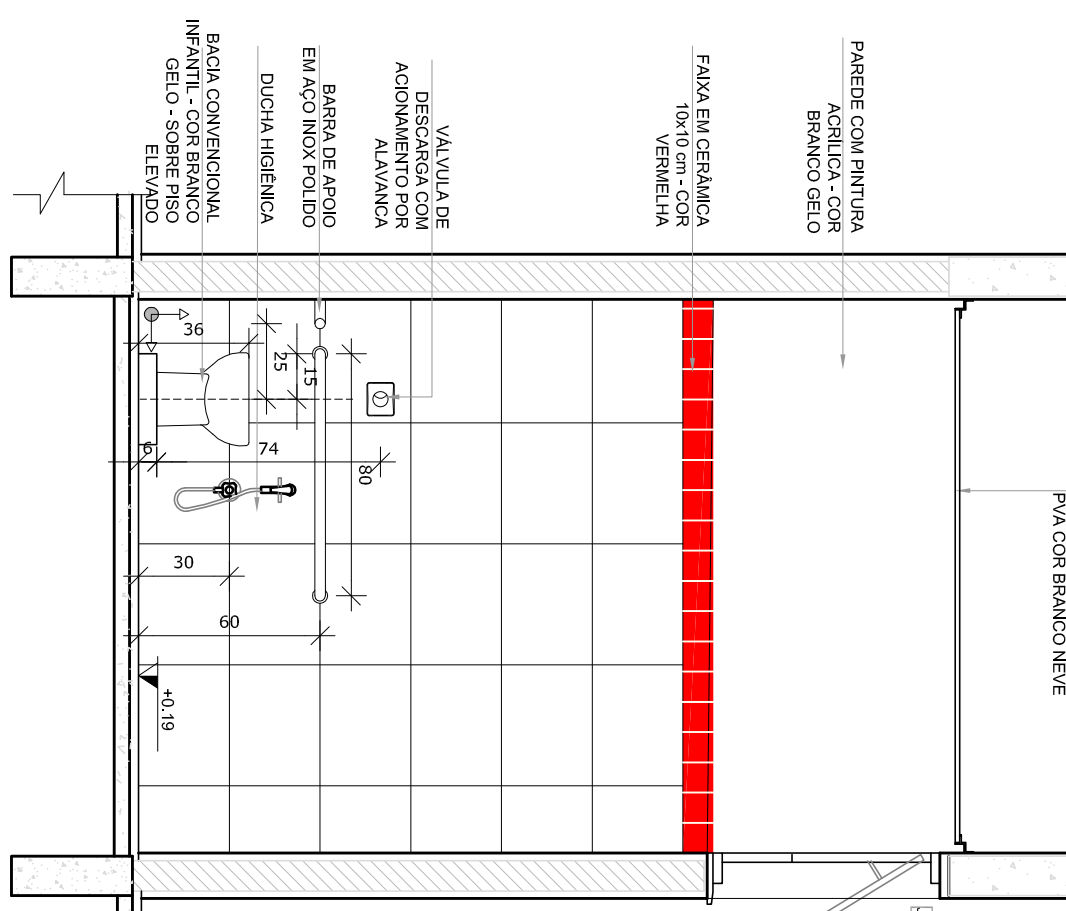 PAREDE COM PINTURA
ACRÍLICA - COR
BRANCO GELO
FAIXA EM CERÂMICA
10x10 cm - COR
VERMELHA
VÁLVULA DE
DESCARGA COM
ACIONAMENTO POR
ALAVANCA
BARRA DE APOIO
EM AÇO INOX POLIDO
DUCHA HIGIÊNICA
BACIA CONVENCIONAL
INFANTIL - COR BRANCO
GELO - SOBRE PISO
ELEVADO
PVA COR BRANCO NEVE
36
25
15
6
74
80
30
60
+0.19